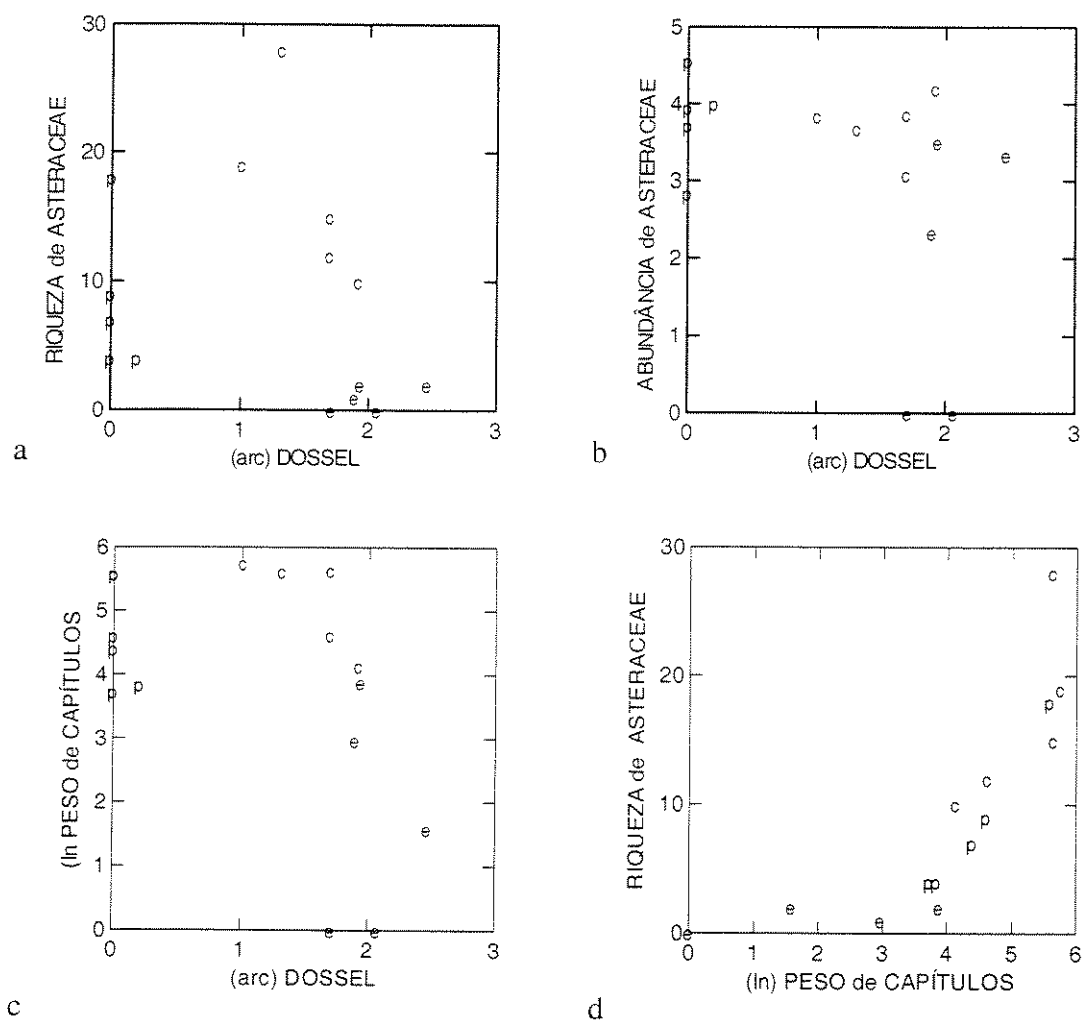 30
20
10
0
RIQUEZA de ASTERACEAE
c
c
c
c
c
p
p
p
p
p
e
e
e
e
e
0 1 2 3
(arc) DOSSEL
a
5
4
3
2
1
0
ABUNDÂNCIA de ASTERACEAE
p
p
p
p
p
c
c
c
c
c
e
e
e
e
e
0 1 2 3
(arc) DOSSEL
b
6
5
4
3
2
1
0
(ln PESO de CAPÍTULOS
p
p
p
p
p
c
c
c
c
c
e
e
e
e
e
0 1 2 3
(arc) DOSSEL
c
30
20
10
0
RIQUEZA de ASTERACEAE
c
c
p
c
c
c
p
p
pp
e
e
e
e
0 1 2 3 4 5 6
(ln) PESO de CAPÍTULOS
d